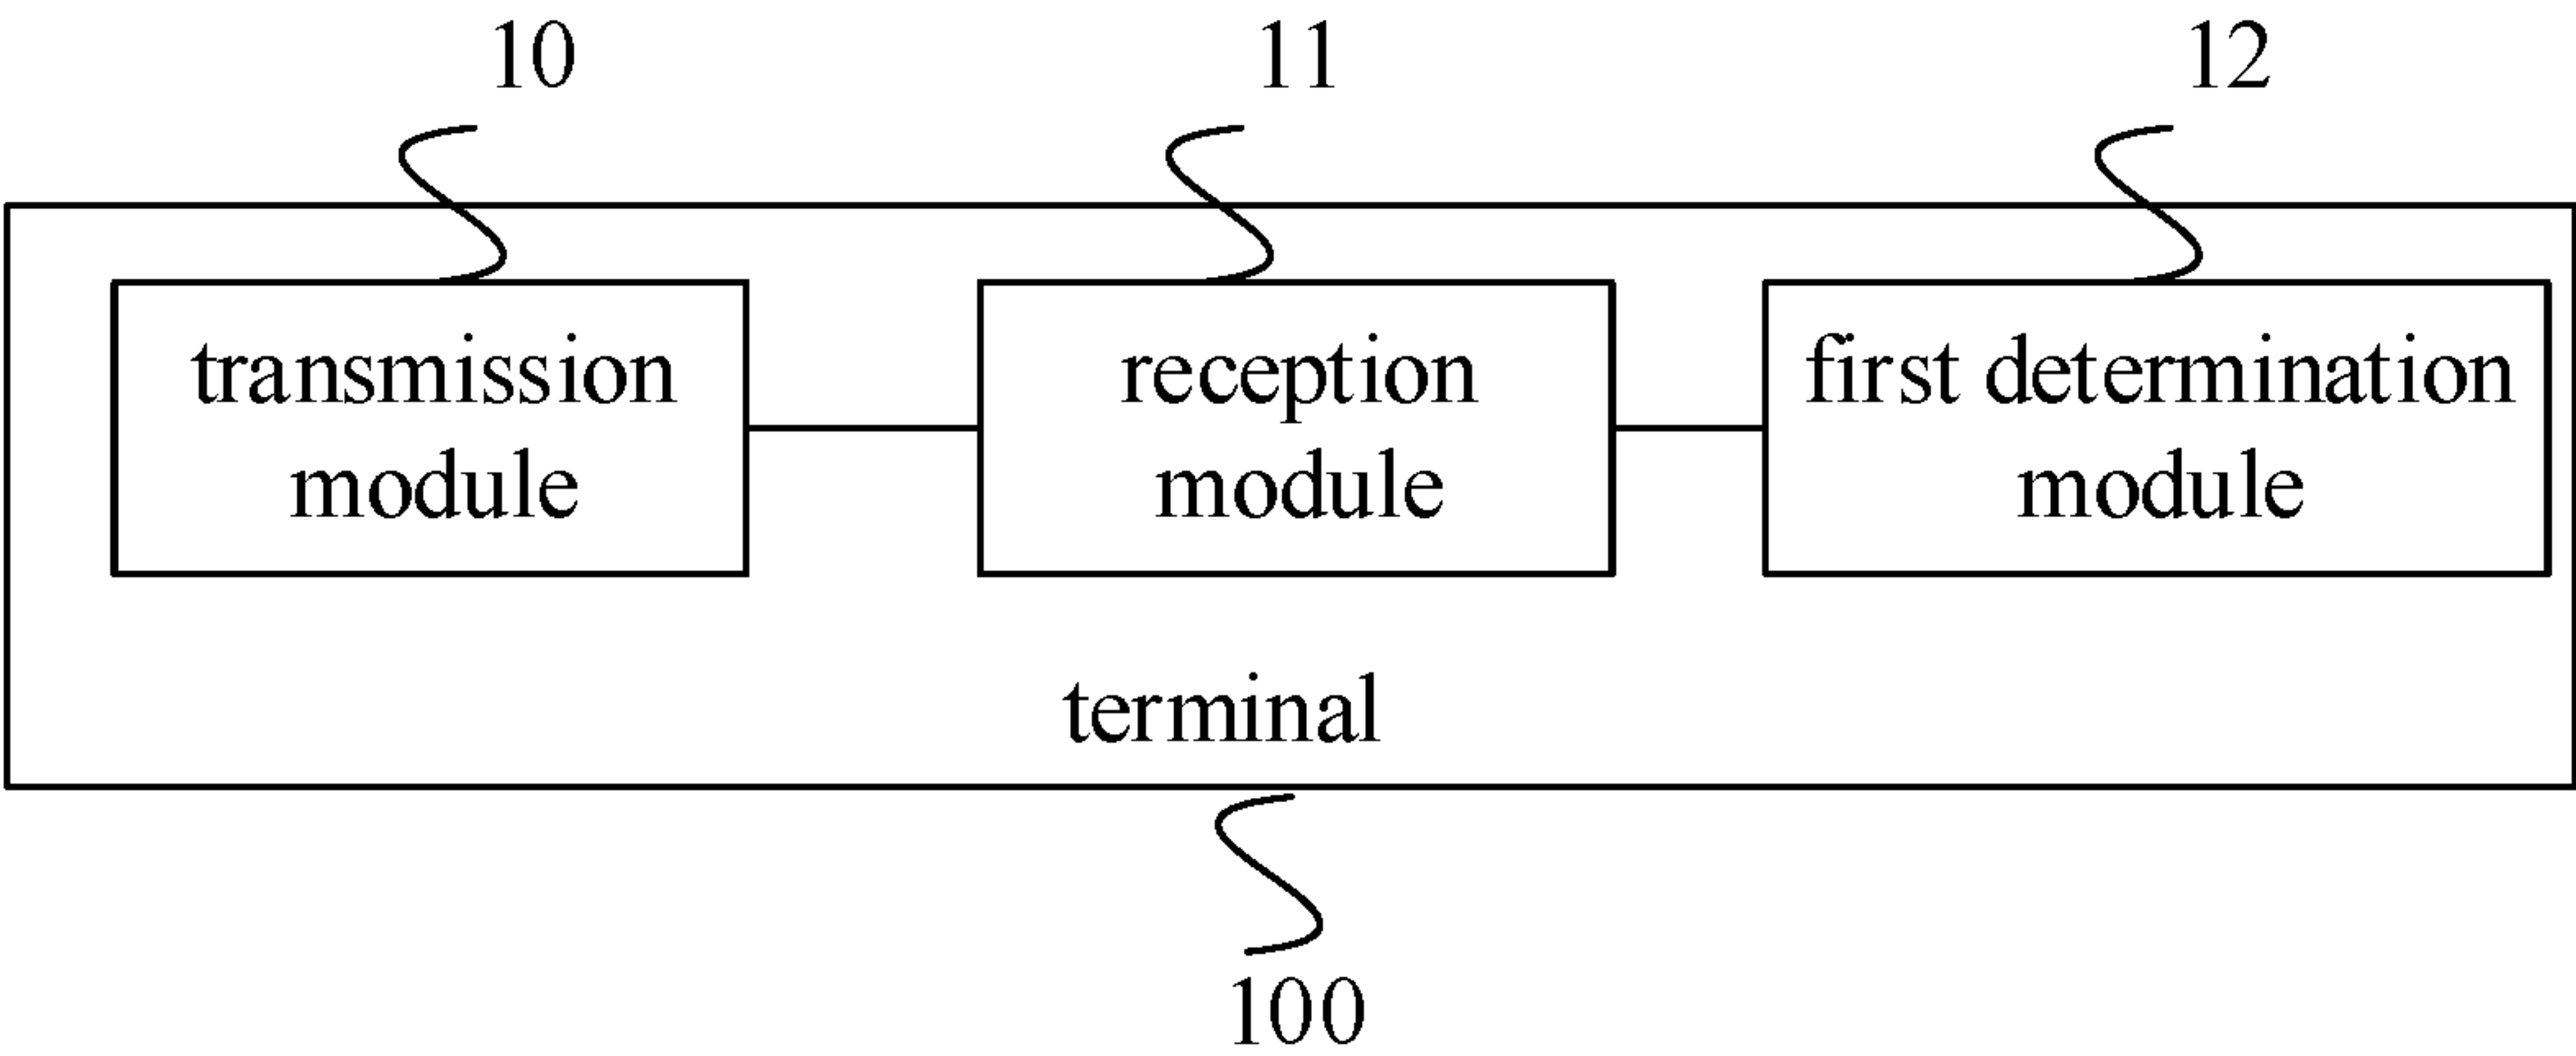 10
11
12
transmission
module
reception
module
first determination
module
terminal
100